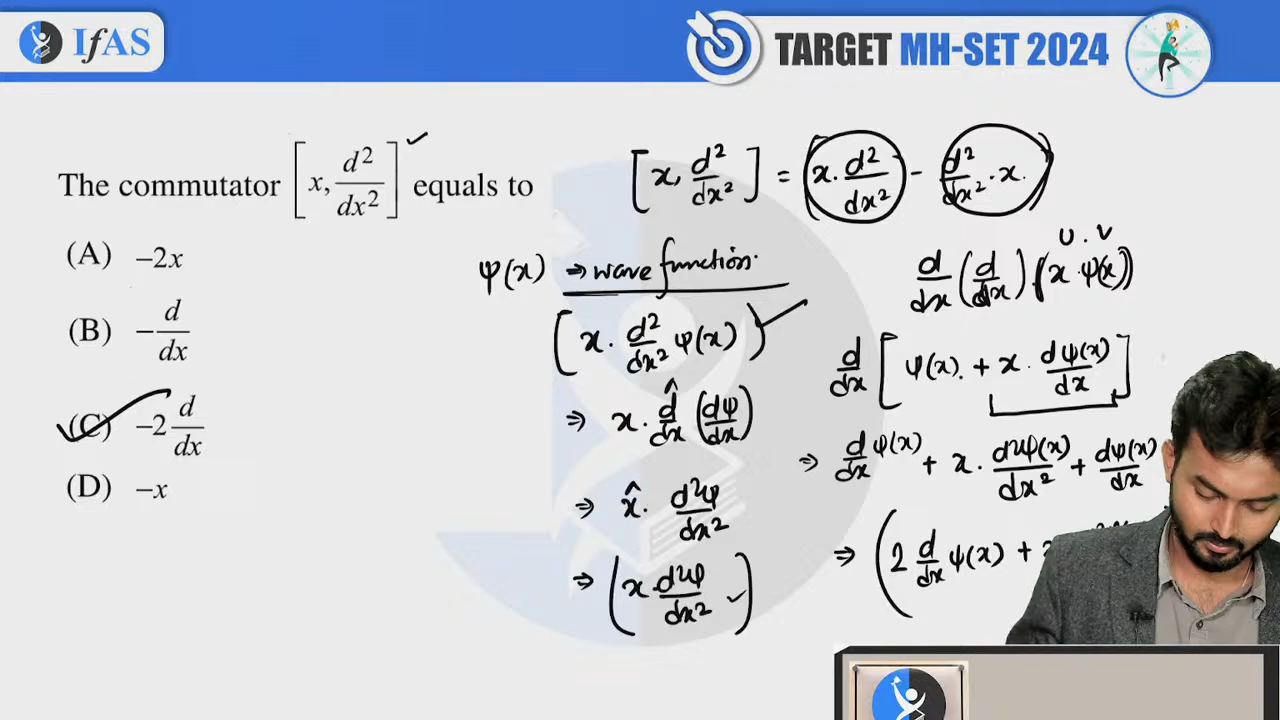 IfAS
TARGET MH-SET 2024
The commutator [x, d²/dx²] equals to
(A) −2x
(B) −d/dx
(C) −2 d/dx
(D) −x
[x, d²/dx²] = (x · d²/dx² − d²/dx² · x)
ψ(x) ⇒ wave function.
[x · d²/dx² ψ(x)]
⇒ x · d̂/dx (dψ/dx)
⇒ x̂ · d²ψ/dx²
⇒ (x · d²ψ/dx²)
U . V
d/dx (d/dx) · (x · ψ(x))
d/dx [ψ(x) + x · dψ(x)/dx]
⇒ d/dx ψ(x) + x · d²ψ(x)/dx² + dψ(x)/dx
⇒ (2 d/dx ψ(x) +